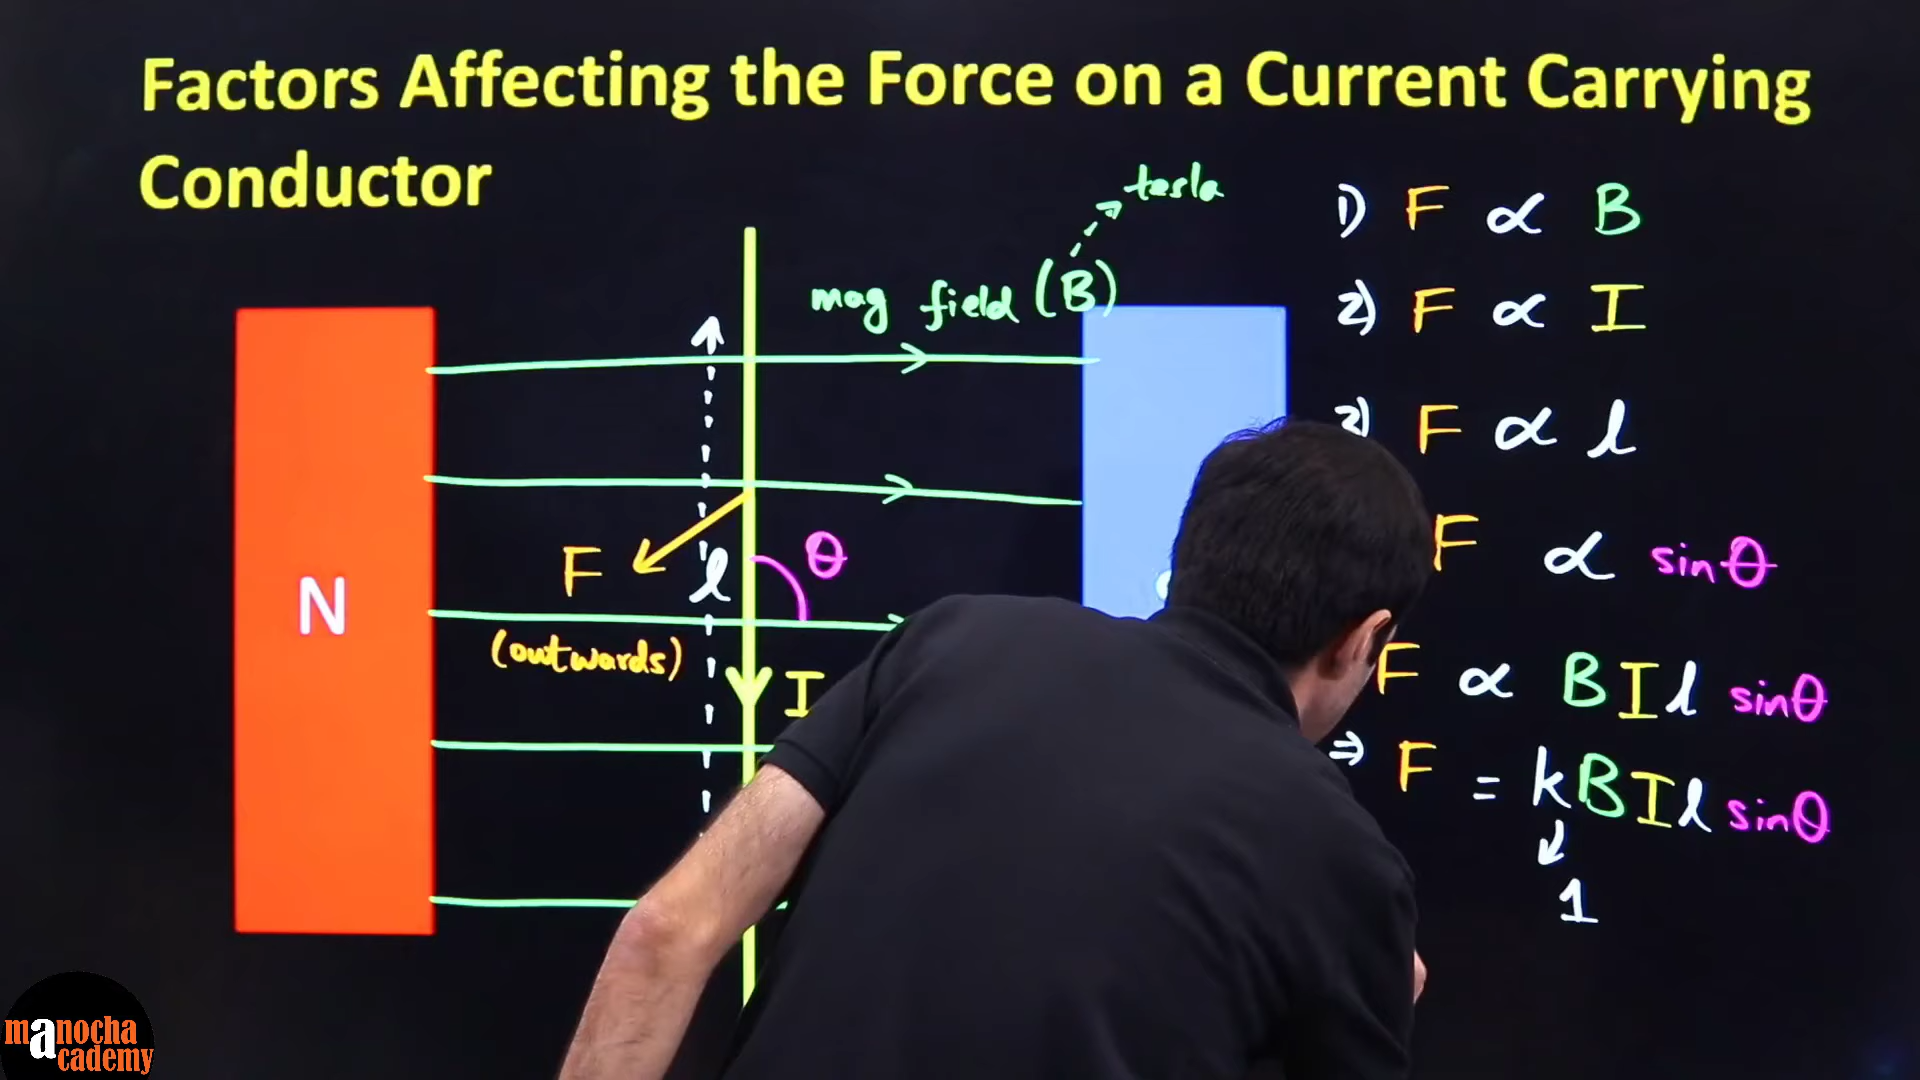 Factors Affecting the Force on a Current Carrying
Conductor
tesla
mag field (B)
N
F
l
θ
(outwards)
I
1) F ∝ B
2) F ∝ I
F ∝ l
F ∝ sinθ
F ∝ BIl sinθ
⇒ F = kBIl sinθ
1
manocha
academy